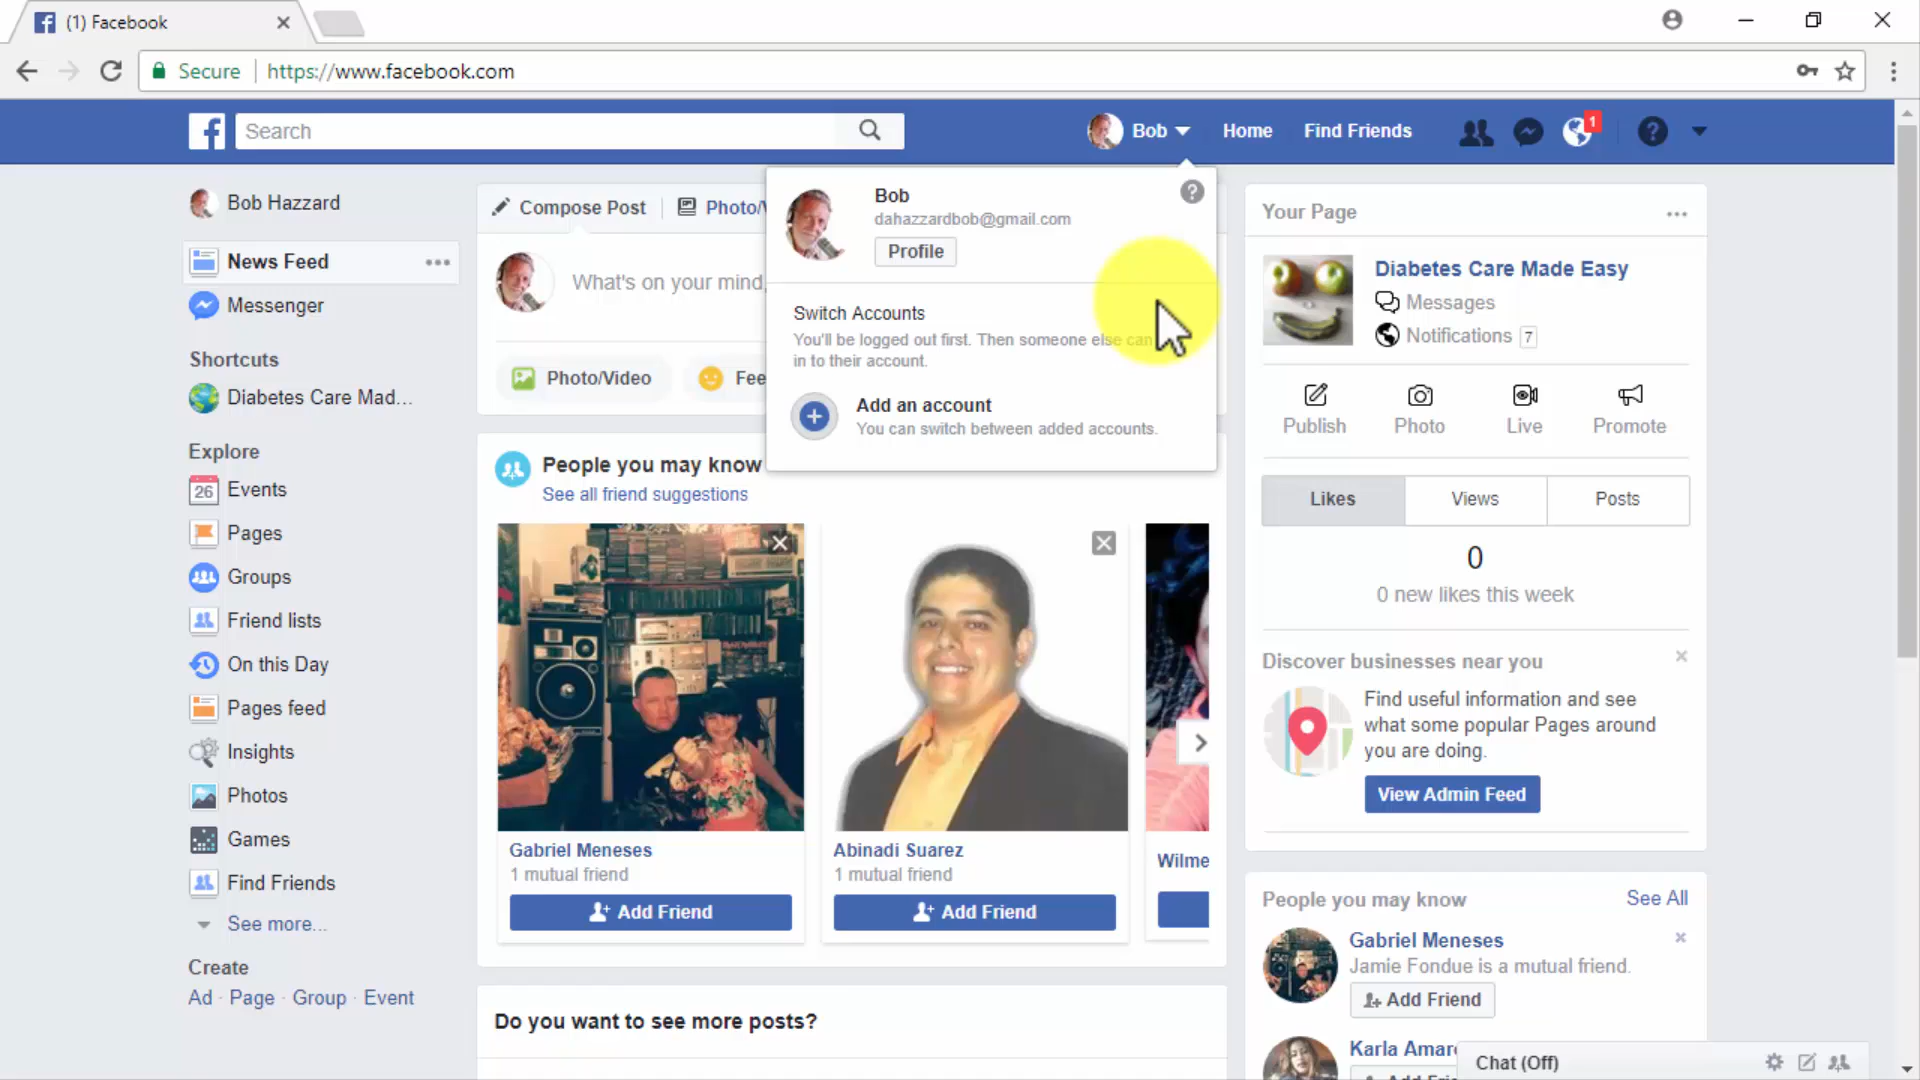 (1) Facebook
Secure
https://www.facebook.com
Search
Bob
Home
Find Friends
1
?
Bob Hazzard
News Feed
Messenger
Shortcuts
Diabetes Care Mad...
Explore
26
Events
Pages
Groups
Friend lists
On this Day
Pages feed
Insights
Photos
Games
Find Friends
See more...
Create
Ad · Page · Group · Event
Compose Post
Photo/V
What's on your mind,
Photo/Video
Fee
Bob
dahazzardbob@gmail.com
Profile
?
Switch Accounts
You'll be logged out first. Then someone else can
in to their account.
Add an account
You can switch between added accounts.
People you may know
See all friend suggestions
Gabriel Meneses
1 mutual friend
Add Friend
Abinadi Suarez
1 mutual friend
Add Friend
Wilme
Do you want to see more posts?
Your Page
Diabetes Care Made Easy
Messages
Notifications 7
Publish
Photo
Live
Promote
Likes
Views
Posts
0
0 new likes this week
Discover businesses near you
Find useful information and see
what some popular Pages around
you are doing.
View Admin Feed
People you may know
See All
Gabriel Meneses
Jamie Fondue is a mutual friend.
Add Friend
Karla Amar
Chat (Off)